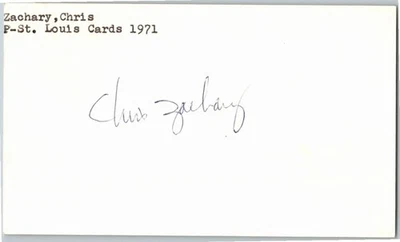 Zachary,Chris
P-St. Louis Cards 1971
Chris Zachary